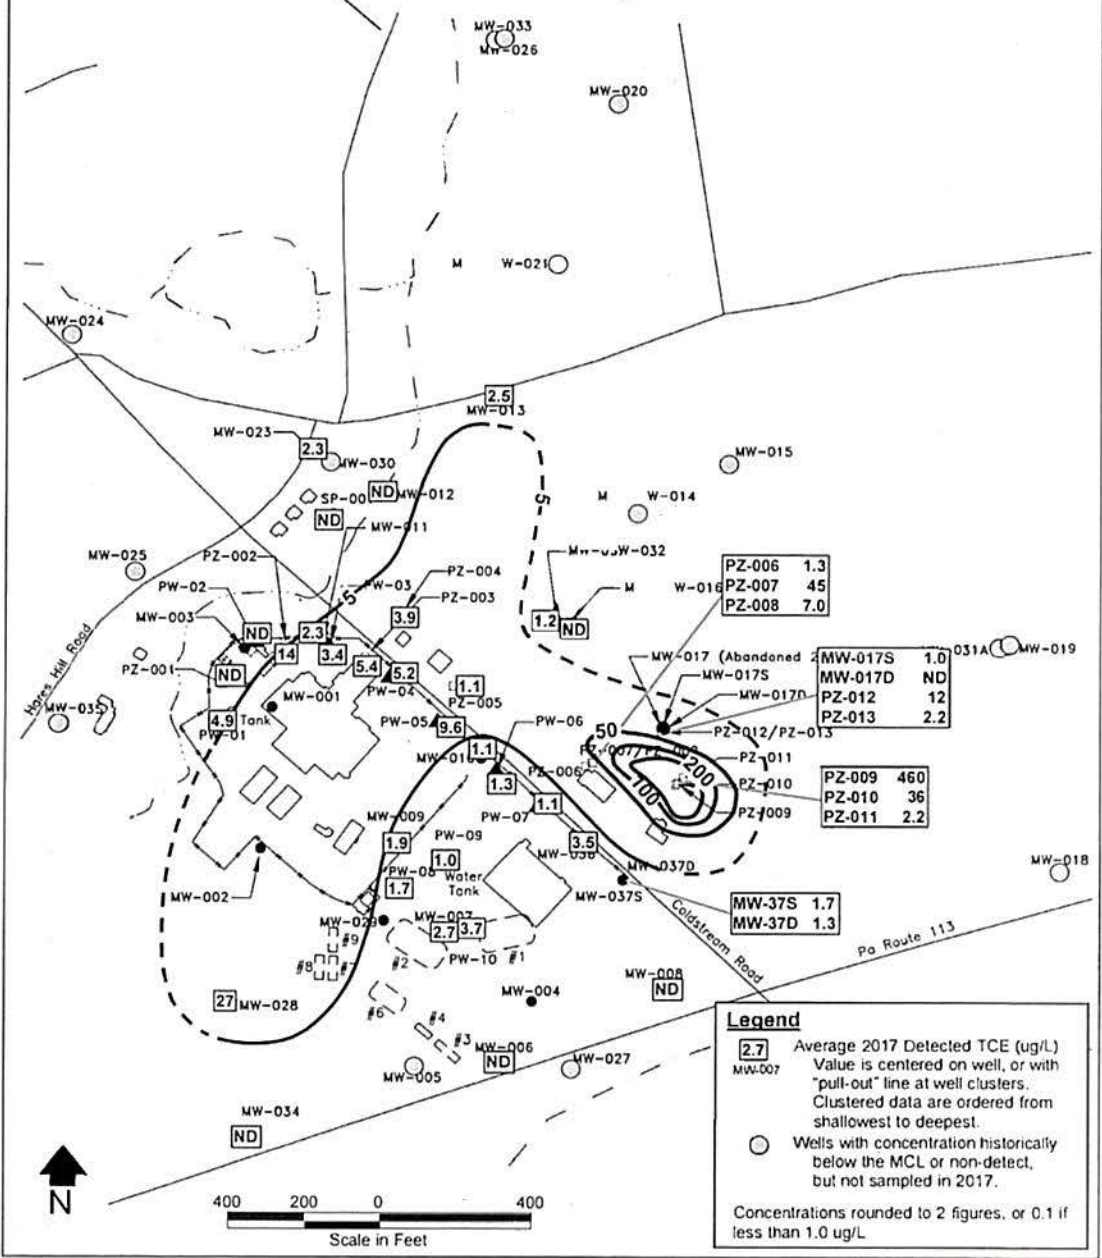 MW-033
MW-026
MW-020
M W-021
MW-024
2.5
MW-013
MW-023
2.3
MW-030
MW-015
ND MW-012
SP-00
ND
M W-014
5
MW-011
MW-025
PZ-002
W-032
PW-02
PW-03
5
PZ-004
PZ-003
M W-016
MW-003
ND
2.3
3.9
1.2
ND
PZ-006 1.3
PZ-007 45
PZ-008 7.0
Hares Hill Road
PZ-001
ND
14
3.4
5.4
5.2
PW-04
1.1
PZ-005
MW-017 (Abandoned 2
MW-017S
MW-017D
PZ-012/PZ-013
MW-017S 1.0
MW-017D ND
PZ-012 12
PZ-013 2.2
031A
MW-019
MW-035
4.9
Tank
PW-01
MW-001
PW-05
9.6
PW-06
1.1
MW-010
1.3
PZ-006
50
200
100
PZ-011
PZ-010
PZ-009
PZ-009 460
PZ-010 36
PZ-011 2.2
PW-07
1.1
MW-009
1.9
PW-09
1.0
3.5
MW-037D
MW-018
MW-002
PW-08
1.7
Water
Tank
MW-037S
MW-37S 1.7
MW-37D 1.3
MW-029
MW-007
2.7
3.7
PW-10
#1
#2
#9
#8
#7
Coldstream Road
Pa Route 113
27 MW-028
#6
MW-004
MW-008
ND
#4
#3
MW-006
ND
MW-005
MW-027
MW-034
ND
N
400 200 0 400
Scale in Feet
Legend
2.7
MW-007
Average 2017 Detected TCE (ug/L)
Value is centered on well, or with
"pull-out" line at well clusters.
Clustered data are ordered from
shallowest to deepest.
Wells with concentration historically
below the MCL or non-detect,
but not sampled in 2017.
Concentrations rounded to 2 figures, or 0.1 if
less than 1.0 ug/L